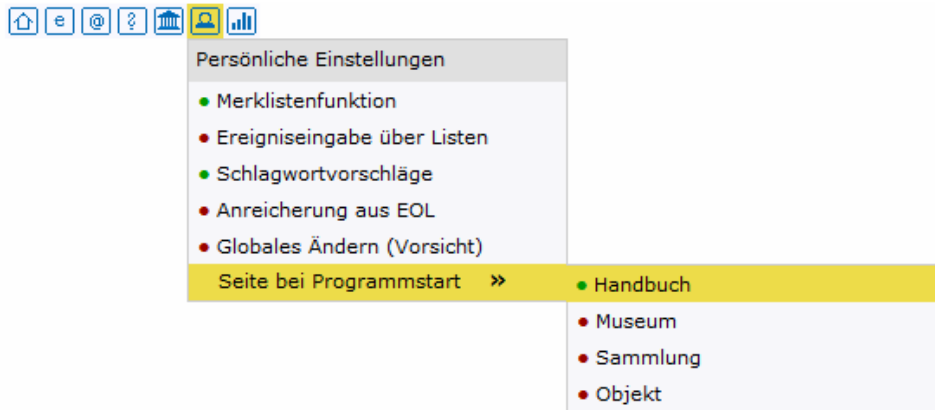 e @ ?
Persönliche Einstellungen
• Merklistenfunktion
• Ereigniseingabe über Listen
• Schlagwortvorschläge
• Anreicherung aus EOL
• Globales Ändern (Vorsicht)
Seite bei Programmstart »
• Handbuch
• Museum
• Sammlung
• Objekt